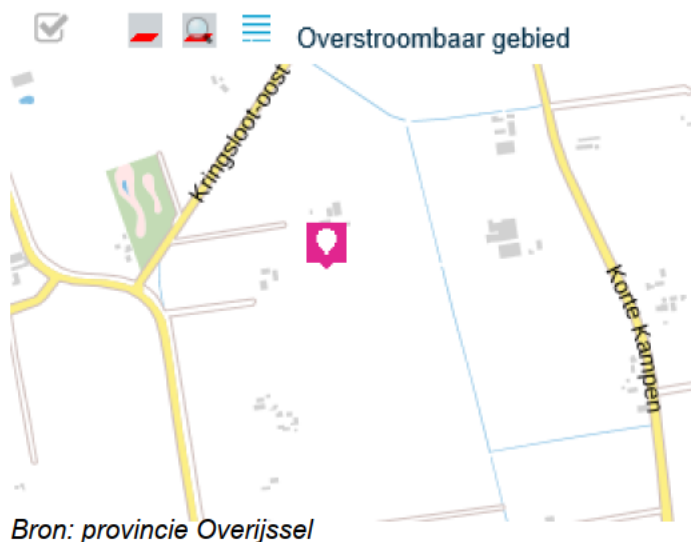 Overstroombaar gebied
Kringsloot-oost
Korte Kampen
Bron: provincie Overijssel